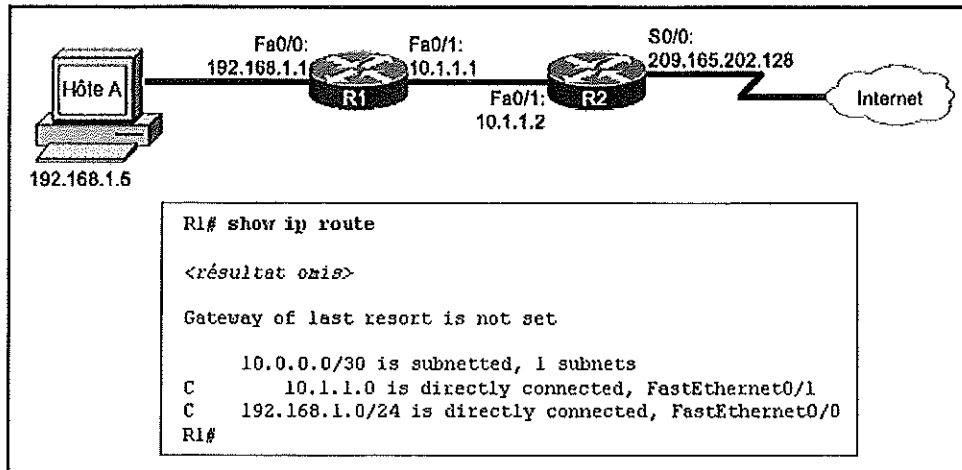 Fa0/0:
192.168.1.1
Fa0/1:
10.1.1.1
S0/0:
209.165.202.128
Hôte A
R1
R2
Fa0/1:
10.1.1.2
Internet
192.168.1.5
R1# show ip route
<résultat omis>
Gateway of last resort is not set
10.0.0.0/30 is subnetted, 1 subnets
C 10.1.1.0 is directly connected, FastEthernet0/1
C 192.168.1.0/24 is directly connected, FastEthernet0/0
R1#